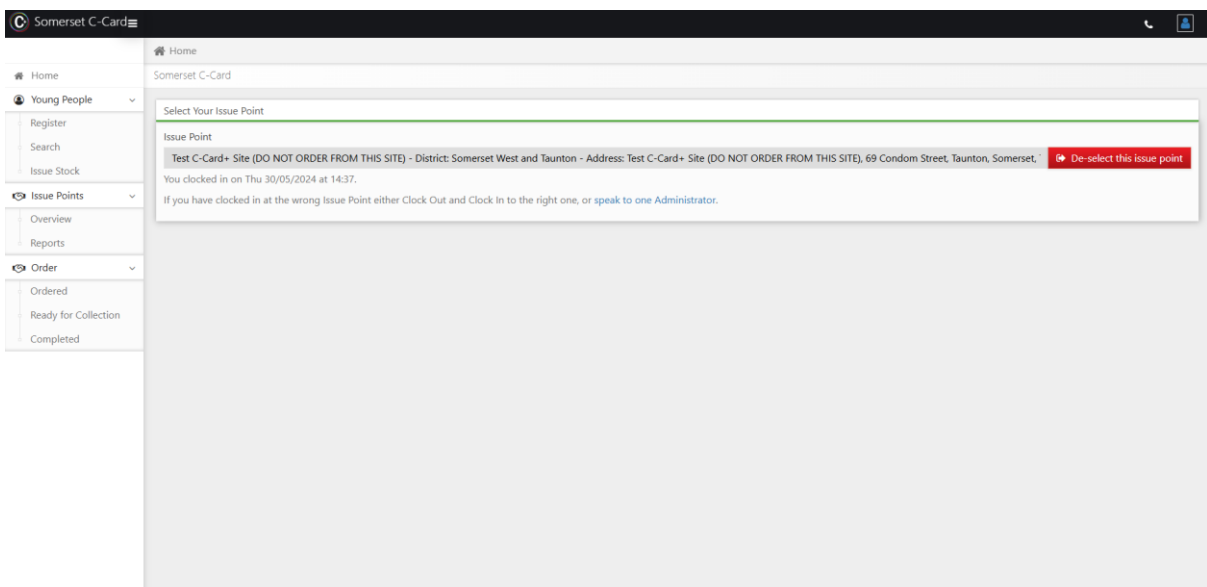 Somerset C-Card
Home
Somerset C-Card
Home
Young People
Register
Search
Issue Stock
Issue Points
Overview
Reports
Order
Ordered
Ready for Collection
Completed
Select Your Issue Point
Issue Point
Test C-Card+ Site (DO NOT ORDER FROM THIS SITE) - District: Somerset West and Taunton - Address: Test C-Card+ Site (DO NOT ORDER FROM THIS SITE), 69 Condom Street, Taunton, Somerset,
De-select this issue point
You clocked in on Thu 30/05/2024 at 14:37.
If you have clocked in at the wrong Issue Point either Clock Out and Clock In to the right one, or speak to one Administrator.